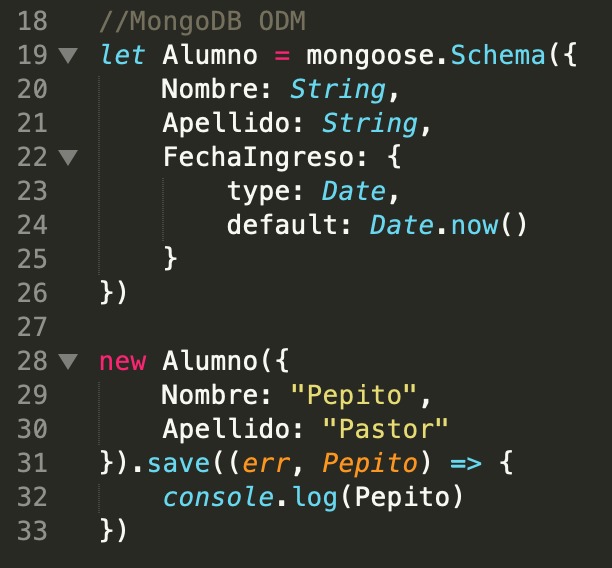 18 //MongoDB ODM
19 let Alumno = mongoose.Schema({
20     Nombre: String,
21     Apellido: String,
22     FechaIngreso: {
23         type: Date,
24         default: Date.now()
25     }
26 })
27
28 new Alumno({
29     Nombre: "Pepito",
30     Apellido: "Pastor"
31 }).save((err, Pepito) => {
32     console.log(Pepito)
33 })